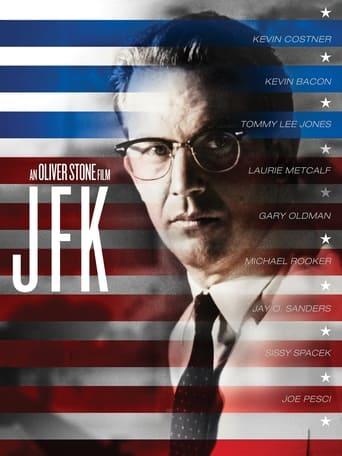 KEVIN COSTNER
KEVIN BACON
TOMMY LEE JONES
LAURIE METCALF
GARY OLDMAN
MICHAEL ROOKER
JAY O. SANDERS
SISSY SPACEK
JOE PESCI
AN OLIVER STONE FILM
JFK